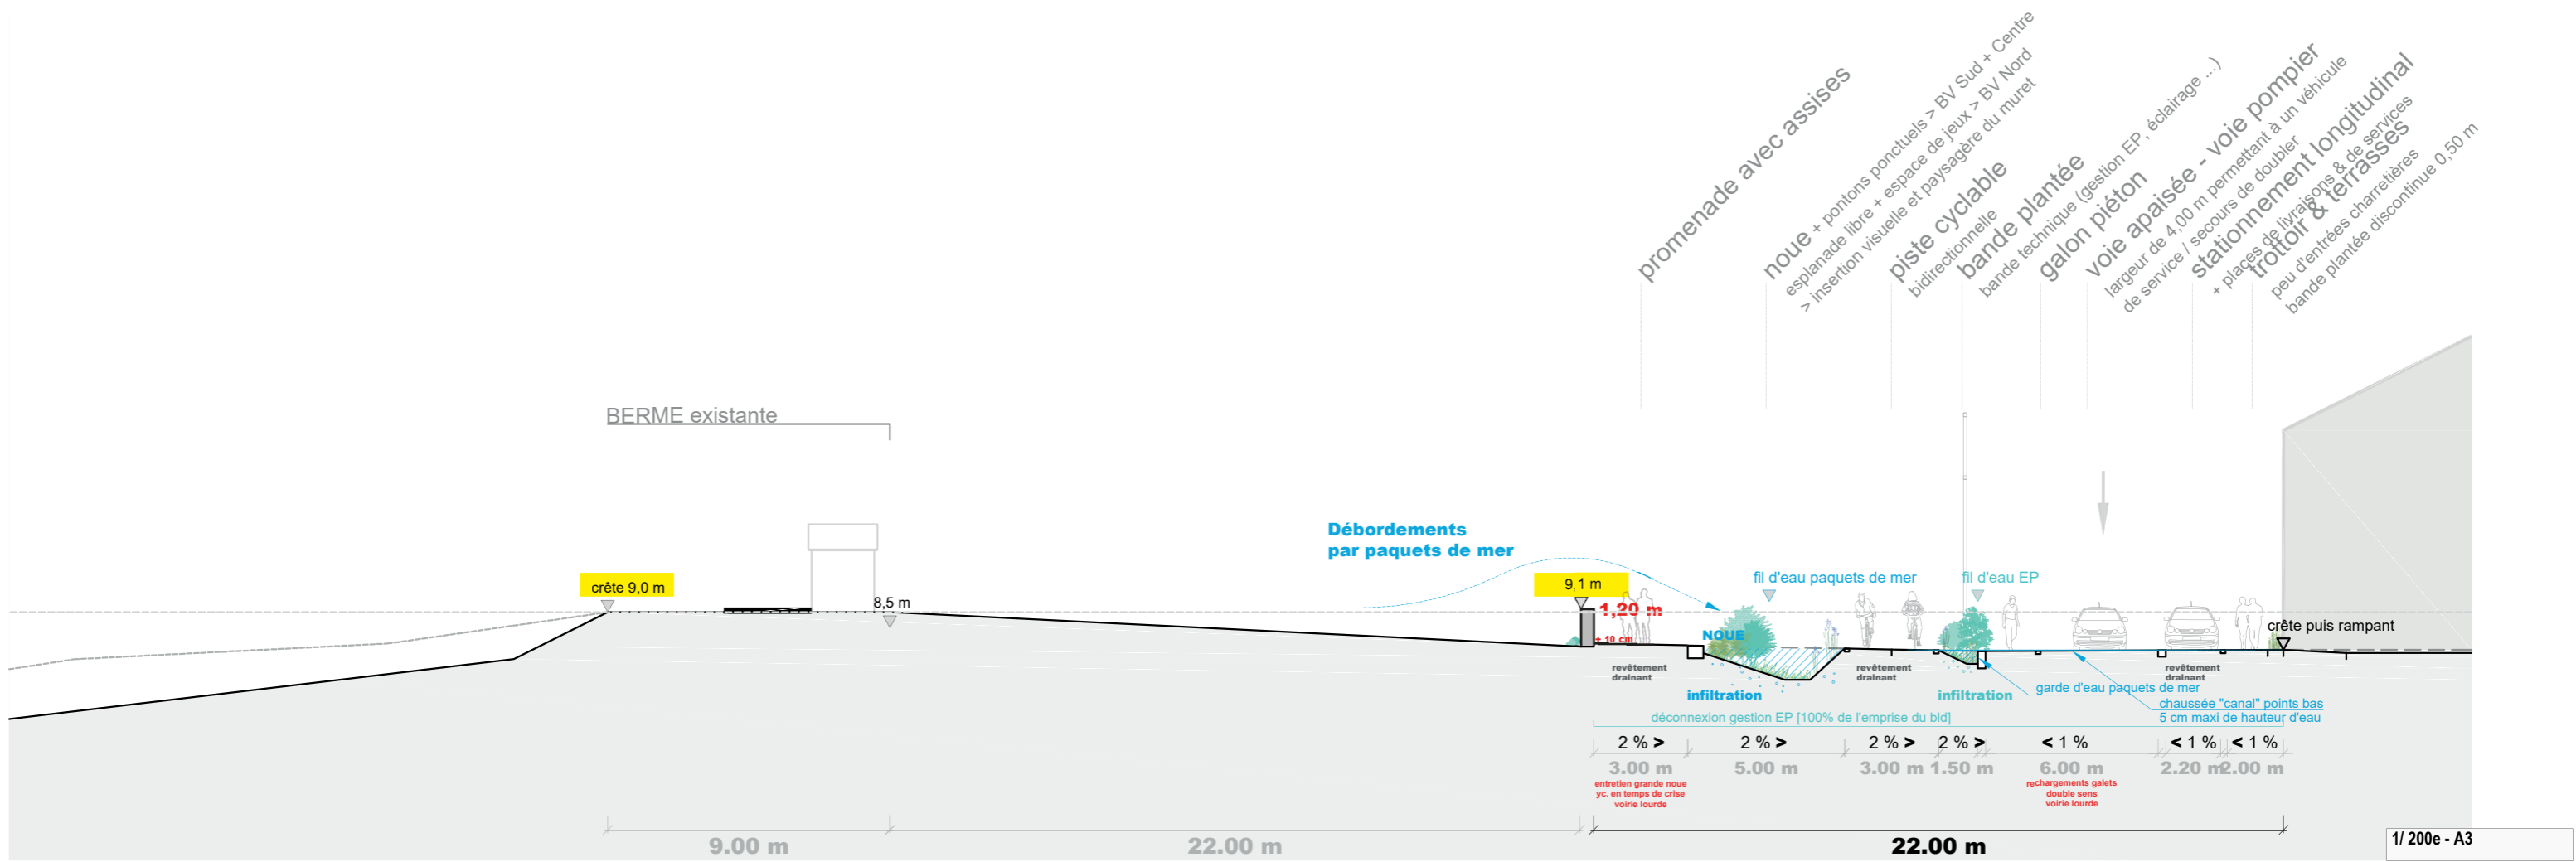 promenade avec assises
noue + pontons ponctuels > BV Sud + Centre
esplanade libre + espace de jeux > BV Nord
> insertion visuelle et paysagère du muret
piste cyclable
bidirectionnelle
bande plantée
bande technique (gestion EP, éclairage ...)
galon piéton
voie apaisée - voie pompier
largeur de 4,00 m permettant à un véhicule
de service / secours de doubler
stationnement longitudinal
+ places de livraisons & de services
trottoir & terrasses
peu d'entrées charretières
bande plantée discontinue 0,50 m
BERME existante
Débordements
par paquets de mer
crête 9,0 m
8,5 m
9,1 m
1,20 m
+ 10 cm
fil d'eau paquets de mer
fil d'eau EP
NOUE
crête puis rampant
revêtement
drainant
revêtement
drainant
revêtement
drainant
infiltration
infiltration
garde d'eau paquets de mer
chaussée "canal" points bas
5 cm maxi de hauteur d'eau
déconnexion gestion EP [100% de l'emprise du bld]
2 % >
2 % >
2 % >
2 % >
< 1 %
< 1 %
< 1 %
3.00 m
5.00 m
3.00 m
1.50 m
6.00 m
2.20 m
2.00 m
entretien grande noue
yc. en temps de crise
voirie lourde
rechargements galets
double sens
voirie lourde
9.00 m
22.00 m
22.00 m
1/ 200e - A3